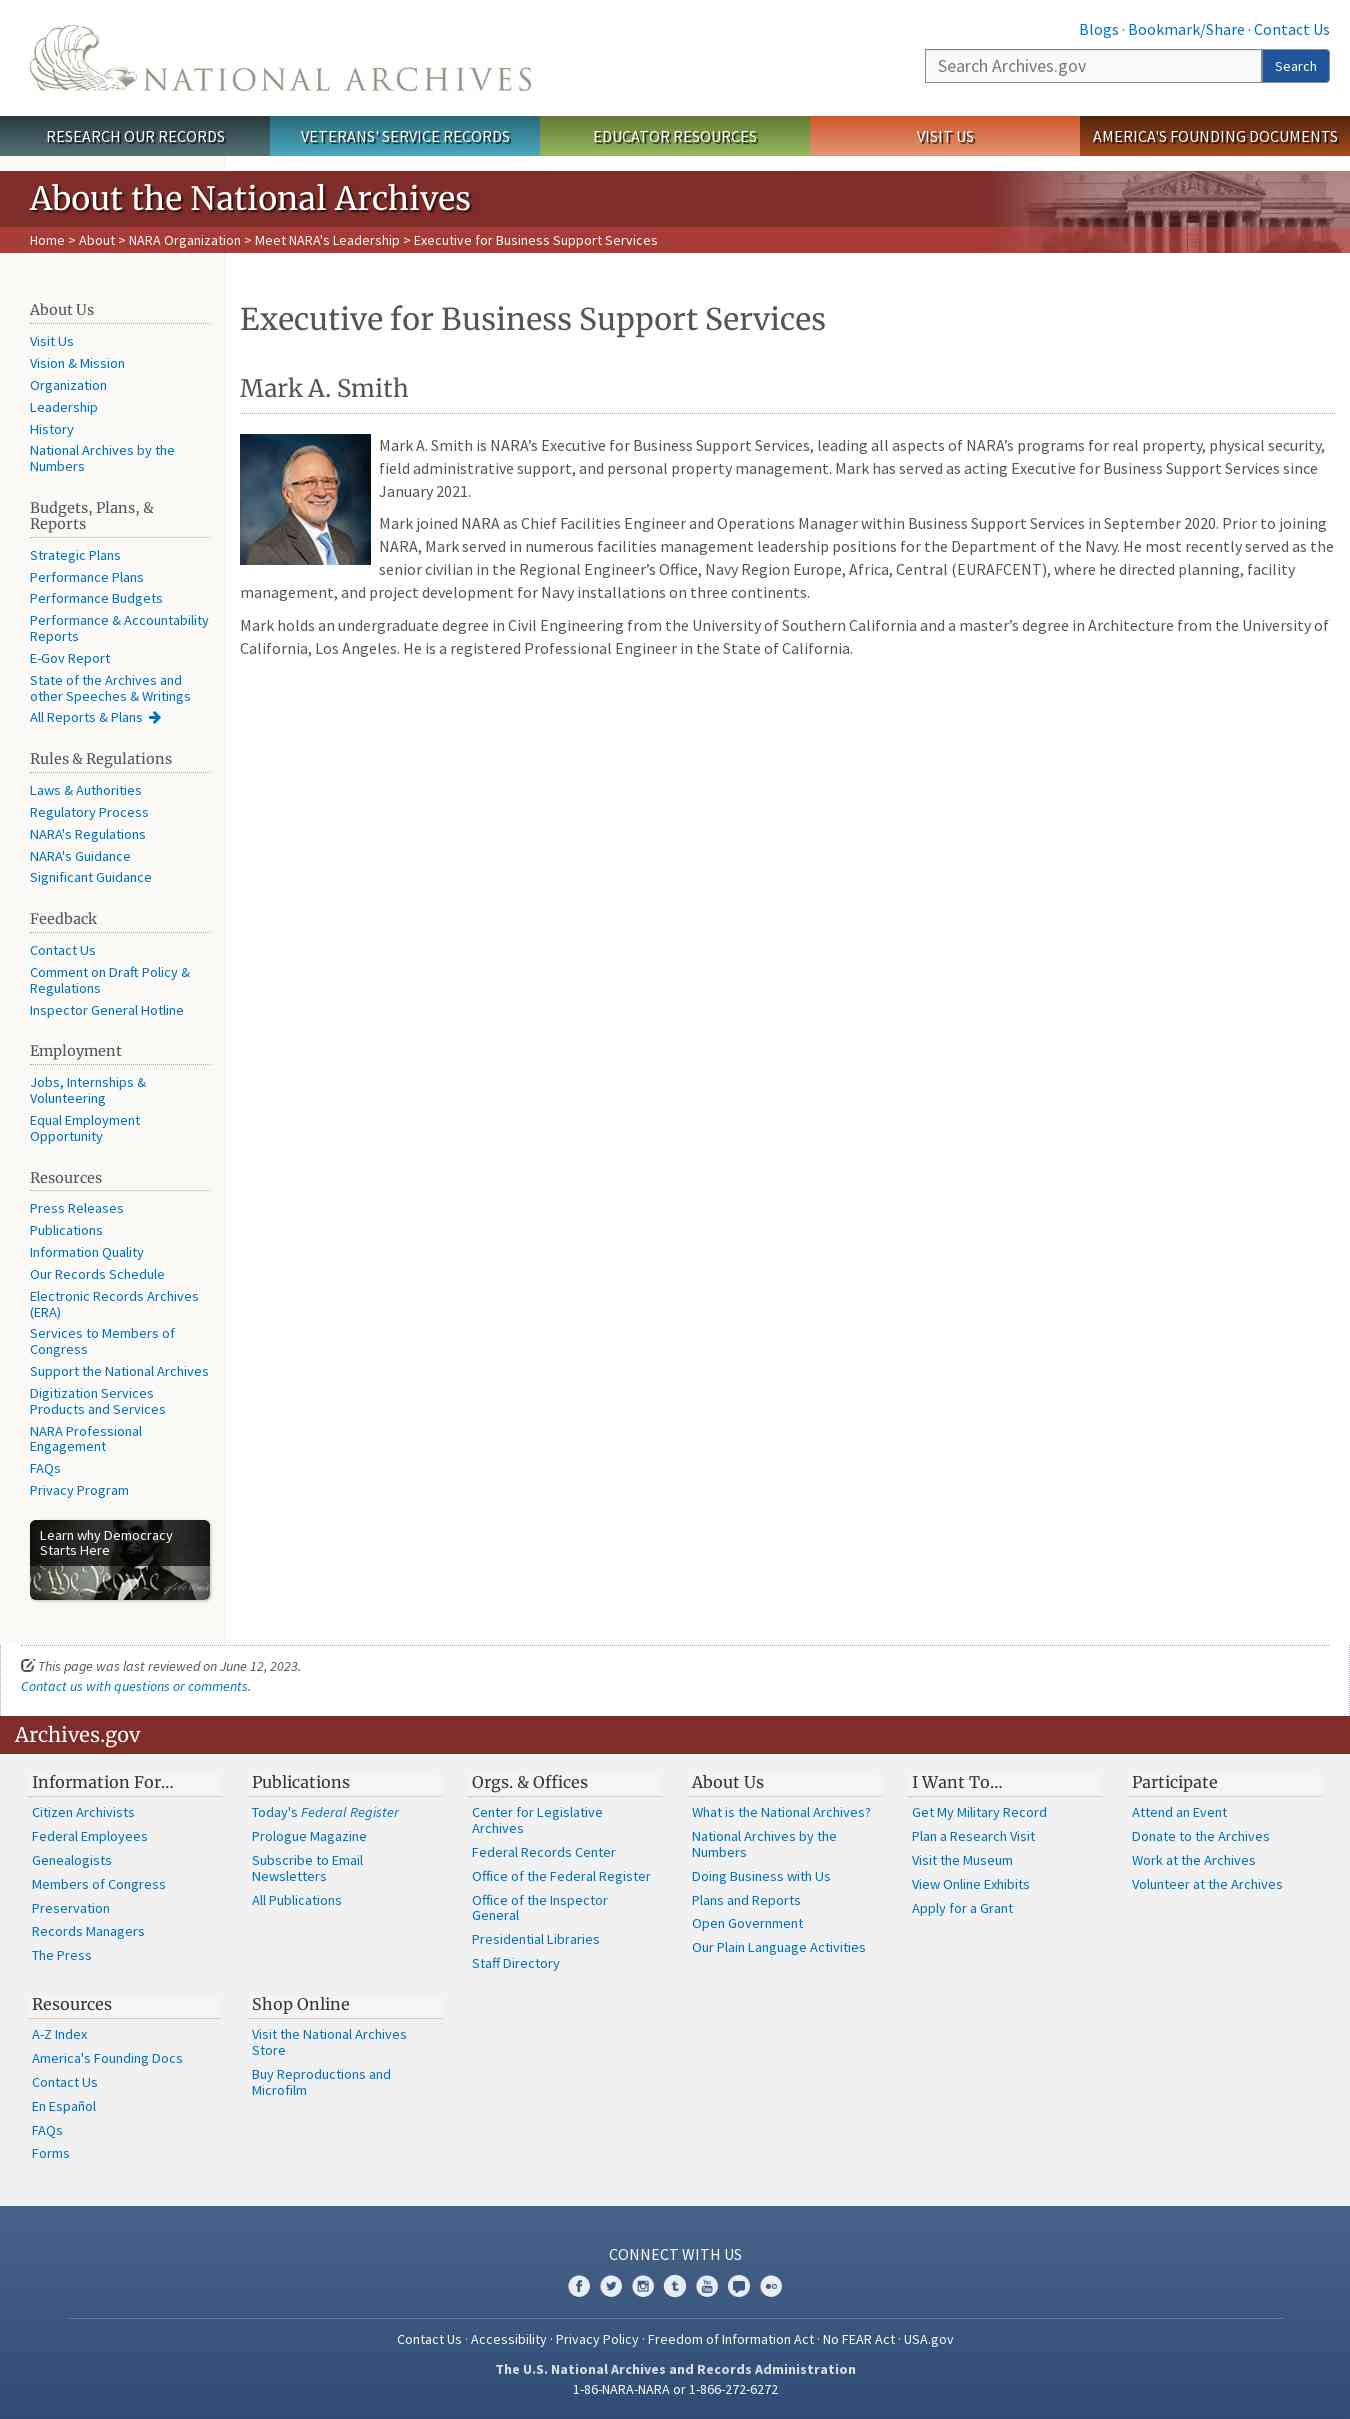 Blogs · Bookmark/Share · Contact Us
NATIONAL ARCHIVES
Search Archives.gov
Search
RESEARCH OUR RECORDS
VETERANS' SERVICE RECORDS
EDUCATOR RESOURCES
VISIT US
AMERICA'S FOUNDING DOCUMENTS
About the National Archives
Home > About > NARA Organization > Meet NARA's Leadership > Executive for Business Support Services
About Us
Visit Us
Vision & Mission
Organization
Leadership
History
National Archives by the
Numbers
Budgets, Plans, &
Reports
Strategic Plans
Performance Plans
Performance Budgets
Performance & Accountability
Reports
E-Gov Report
State of the Archives and
other Speeches & Writings
All Reports & Plans
Rules & Regulations
Laws & Authorities
Regulatory Process
NARA's Regulations
NARA's Guidance
Significant Guidance
Feedback
Contact Us
Comment on Draft Policy &
Regulations
Inspector General Hotline
Employment
Jobs, Internships &
Volunteering
Equal Employment
Opportunity
Resources
Press Releases
Publications
Information Quality
Our Records Schedule
Electronic Records Archives
(ERA)
Services to Members of
Congress
Support the National Archives
Digitization Services
Products and Services
NARA Professional
Engagement
FAQs
Privacy Program
Learn why Democracy
Starts Here
e the People
Executive for Business Support Services
Mark A. Smith
Mark A. Smith is NARA’s Executive for Business Support Services, leading all aspects of NARA’s programs for real property, physical security,
field administrative support, and personal property management. Mark has served as acting Executive for Business Support Services since
January 2021.
Mark joined NARA as Chief Facilities Engineer and Operations Manager within Business Support Services in September 2020. Prior to joining
NARA, Mark served in numerous facilities management leadership positions for the Department of the Navy. He most recently served as the
senior civilian in the Regional Engineer’s Office, Navy Region Europe, Africa, Central (EURAFCENT), where he directed planning, facility
management, and project development for Navy installations on three continents.
Mark holds an undergraduate degree in Civil Engineering from the University of Southern California and a master’s degree in Architecture from the University of
California, Los Angeles. He is a registered Professional Engineer in the State of California.
This page was last reviewed on June 12, 2023.
Contact us with questions or comments.
Archives.gov
Information For…
Citizen Archivists
Federal Employees
Genealogists
Members of Congress
Preservation
Records Managers
The Press
Publications
Today's Federal Register
Prologue Magazine
Subscribe to Email
Newsletters
All Publications
Orgs. & Offices
Center for Legislative
Archives
Federal Records Center
Office of the Federal Register
Office of the Inspector
General
Presidential Libraries
Staff Directory
About Us
What is the National Archives?
National Archives by the
Numbers
Doing Business with Us
Plans and Reports
Open Government
Our Plain Language Activities
I Want To…
Get My Military Record
Plan a Research Visit
Visit the Museum
View Online Exhibits
Apply for a Grant
Participate
Attend an Event
Donate to the Archives
Work at the Archives
Volunteer at the Archives
Resources
A-Z Index
America's Founding Docs
Contact Us
En Español
FAQs
Forms
Shop Online
Visit the National Archives
Store
Buy Reproductions and
Microfilm
CONNECT WITH US
Contact Us · Accessibility · Privacy Policy · Freedom of Information Act · No FEAR Act · USA.gov
The U.S. National Archives and Records Administration
1-86-NARA-NARA or 1-866-272-6272